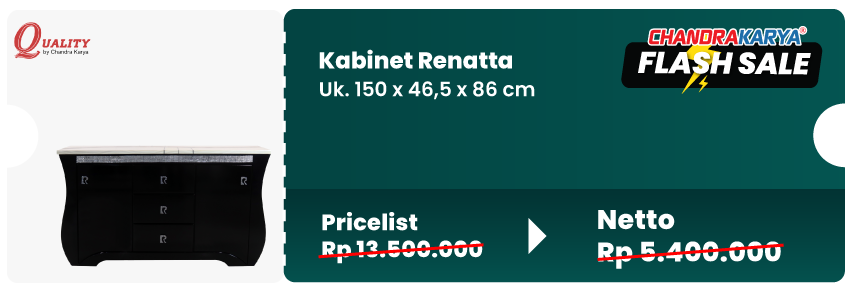 QUALITY
by Chandra Karya
Kabinet Renatta
Uk. 150 x 46,5 x 86 cm
CHANDRAKARYA®
FLASH SALE
Pricelist
Rp 13.500.000
Netto
Rp 5.400.000